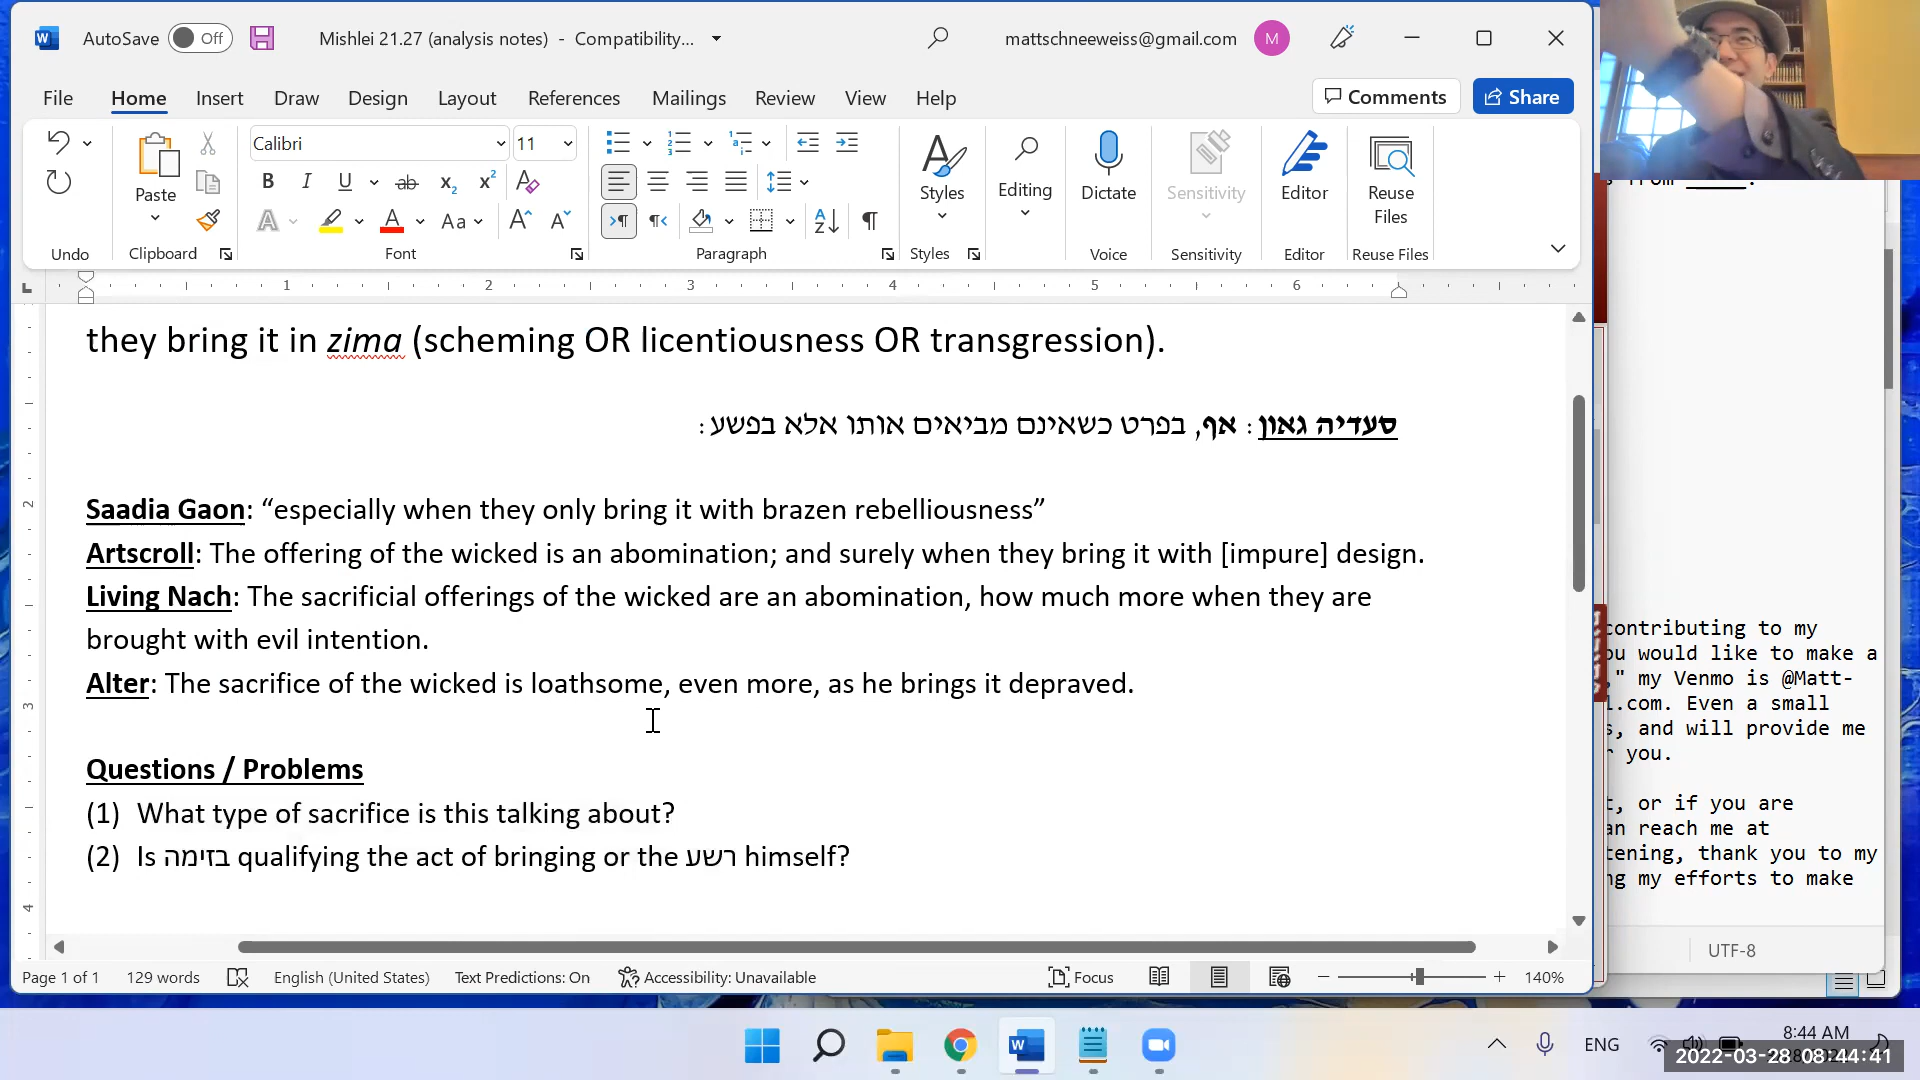 AutoSave Off Mishlei 21.27 (analysis notes) - Compatibility... mattschneeweiss@gmail.com M
File Home Insert Draw Design Layout References Mailings Review View Help Comments Share
Paste
Calibri 11
Styles
Editing
Dictate
Sensitivity
Editor
Reuse Files
Undo Clipboard Font Paragraph Styles Voice Sensitivity Editor Reuse Files
1 2 3 4 5 6
they bring it in zima (scheming OR licentiousness OR transgression).
סעדיה גאון: אף, בפרט כשאינם מביאים אותו אלא בפשע:
Saadia Gaon: “especially when they only bring it with brazen rebelliousness”
Artscroll: The offering of the wicked is an abomination; and surely when they bring it with [impure] design.
Living Nach: The sacrificial offerings of the wicked are an abomination, how much more when they are
brought with evil intention.
Alter: The sacrifice of the wicked is loathsome, even more, as he brings it depraved.
Questions / Problems
(1) What type of sacrifice is this talking about?
(2) Is בזימה qualifying the act of bringing or the רשע himself?
2
3
4
Page 1 of 1 129 words English (United States) Text Predictions: On Accessibility: Unavailable Focus 140%
contributing to my
would like to make a
," my Venmo is @Matt-
.com. Even a small
, and will provide me
you.
, or if you are
reach me at
tening, thank you to my
my efforts to make
UTF-8
ENG
8:44 AM
2022-03-28 08:44:41